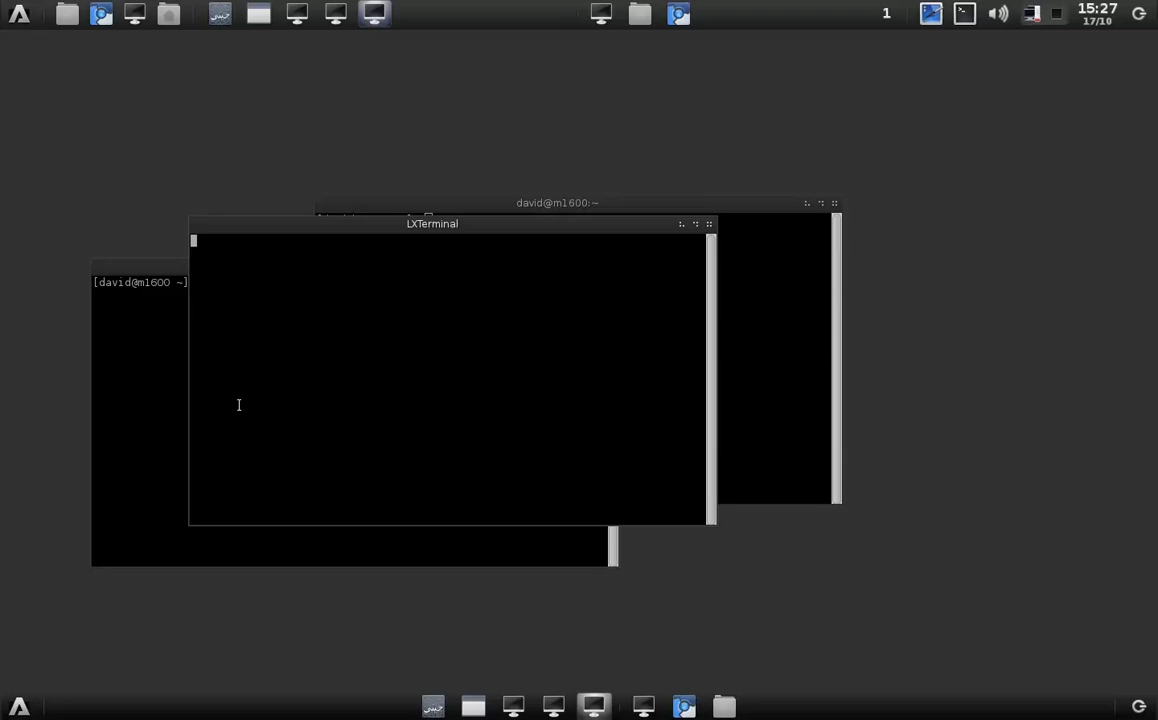 1
15:27
17/10
david@m1600:~
LXTerminal
[david@m1600 ~]